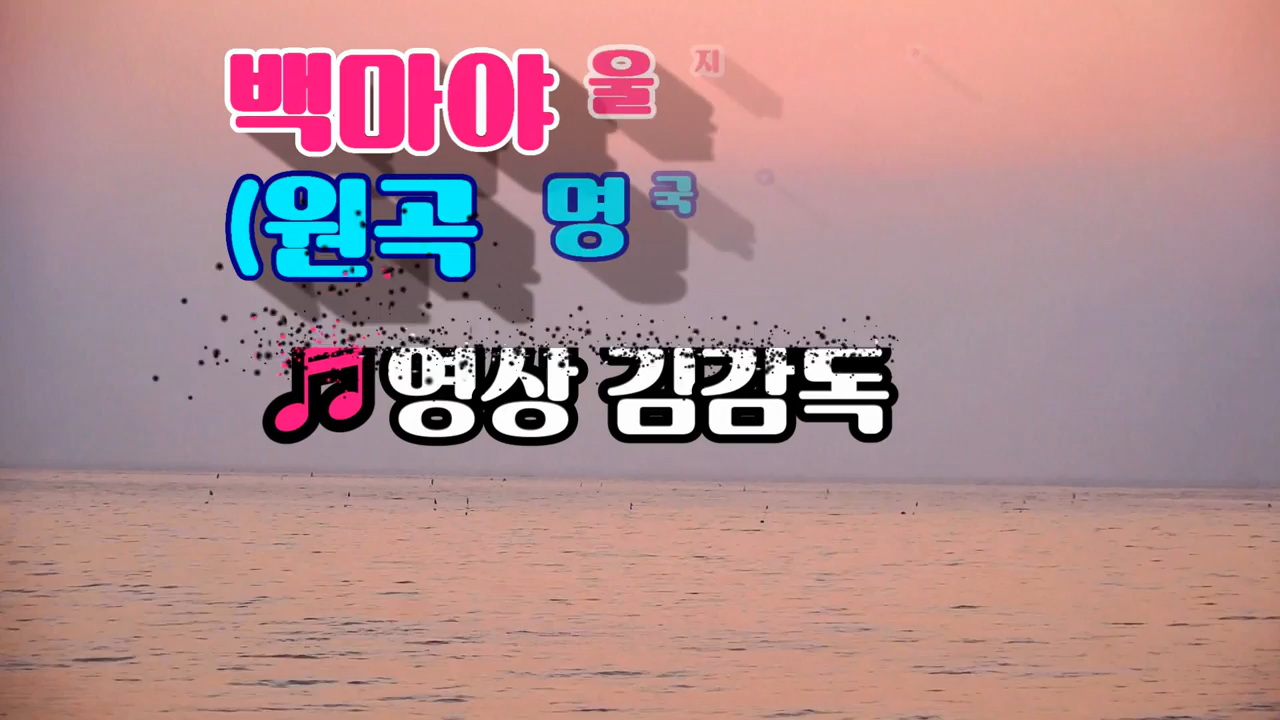 백마야 울지
(원곡 명국
♫영상 김감독